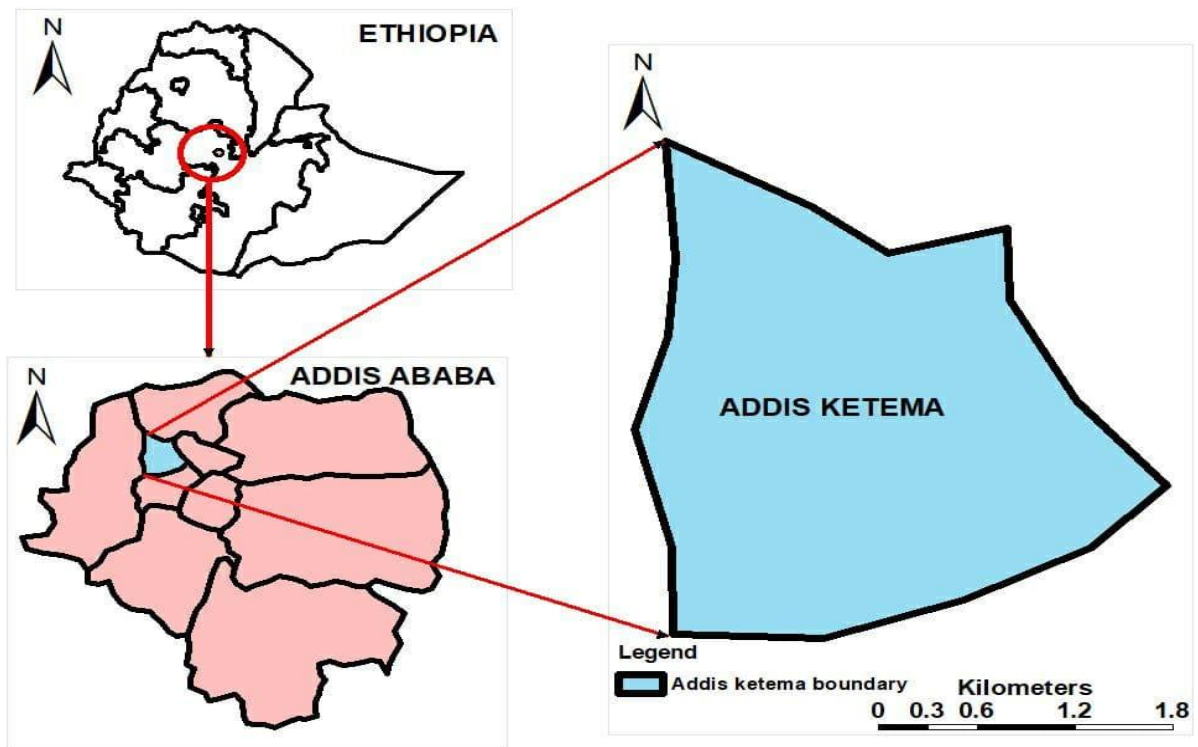 N
ETHIOPIA
N
ADDIS ABABA
N
ADDIS KETEMA
Legend
Addis ketema boundary
Kilometers
0 0.3 0.6 1.2 1.8